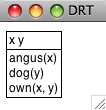 DRT
x y
angus(x)
dog(y)
own(x, y)